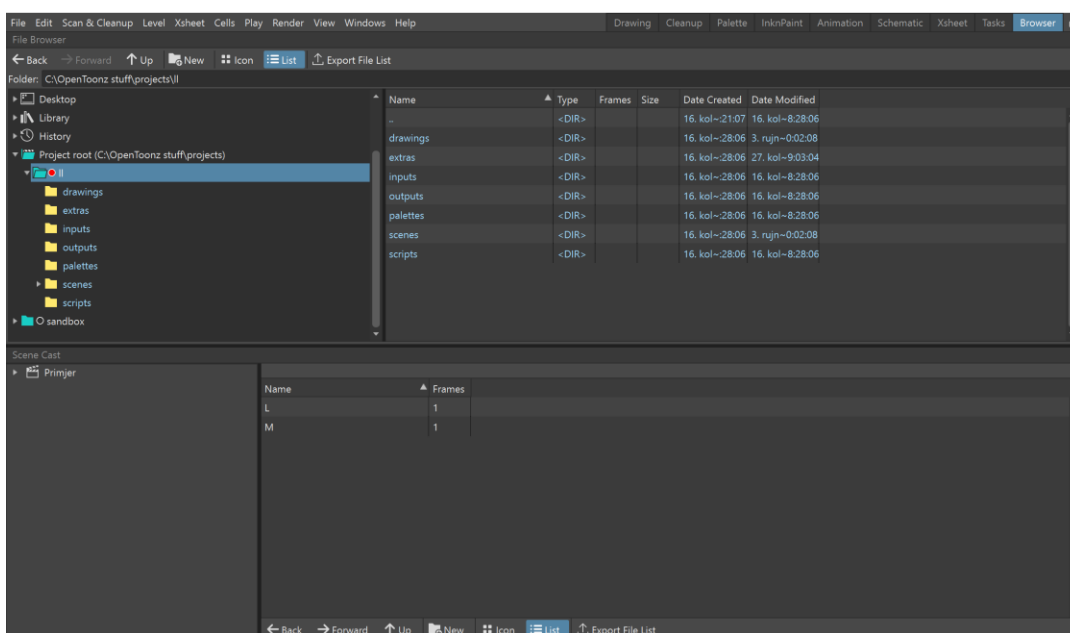 File Edit Scan & Cleanup Level Xsheet Cells Play Render View Windows Help Drawing Cleanup Palette InknPaint Animation Schematic Xsheet Tasks Browser
File Browser
Back Forward Up New Icon List Export File List
Folder: C:\OpenToonz stuff\projects\ll
Desktop
Library
History
Project root (C:\OpenToonz stuff\projects)
ll
drawings
extras
inputs
outputs
palettes
scenes
scripts
sandbox
Name Type Frames Size Date Created Date Modified
.. <DIR> 16. kol~:21:07 16. kol~8:28:06
drawings <DIR> 16. kol~:28:06 3. rujn~0:02:08
extras <DIR> 16. kol~:28:06 27. kol~9:03:04
inputs <DIR> 16. kol~:28:06 16. kol~8:28:06
outputs <DIR> 16. kol~:28:06 16. kol~8:28:06
palettes <DIR> 16. kol~:28:06 16. kol~8:28:06
scenes <DIR> 16. kol~:28:06 3. rujn~0:02:08
scripts <DIR> 16. kol~:28:06 16. kol~8:28:06
Scene Cast
Primjer
Name Frames
L 1
M 1
Back Forward Up New Icon List Export File List